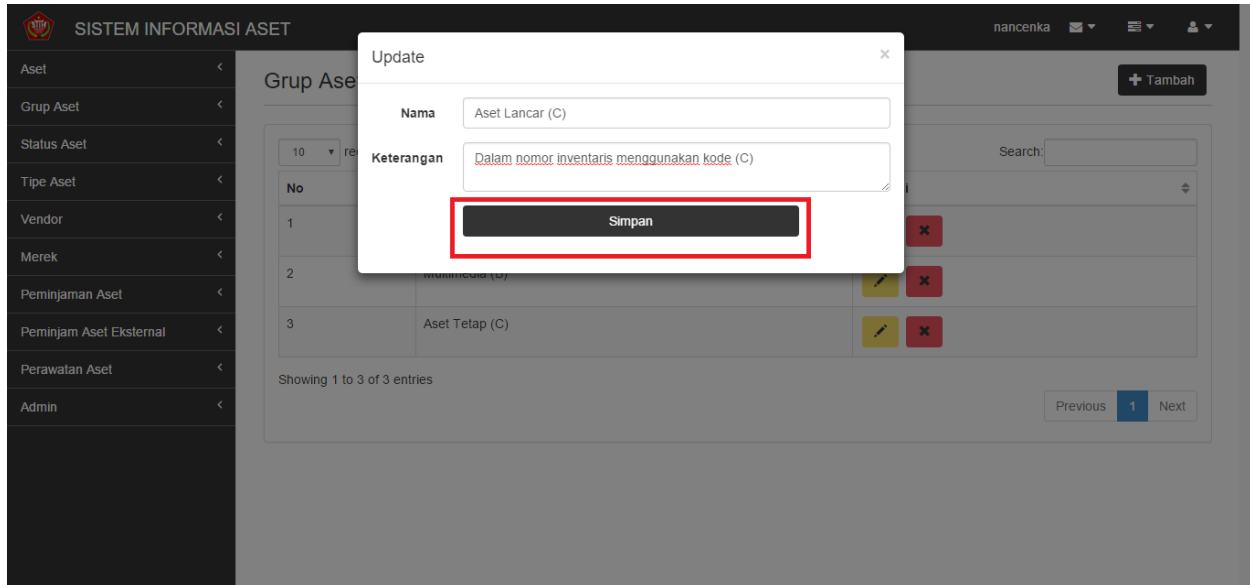 SISTEM INFORMASI ASET
nancenka
Update
×
Aset
Grup Aset
Status Aset
Tipe Aset
Vendor
Merek
Peminjaman Aset
Peminjam Aset Eksternal
Perawatan Aset
Admin
Grup Aset
Tambah
Nama
Aset Lancar (C)
Keterangan
Dalam nomor inventaris menggunakan kode (C)
Simpan
10
Search:
No
1
2
Multimedia (B)
3
Aset Tetap (C)
Showing 1 to 3 of 3 entries
Previous 1 Next